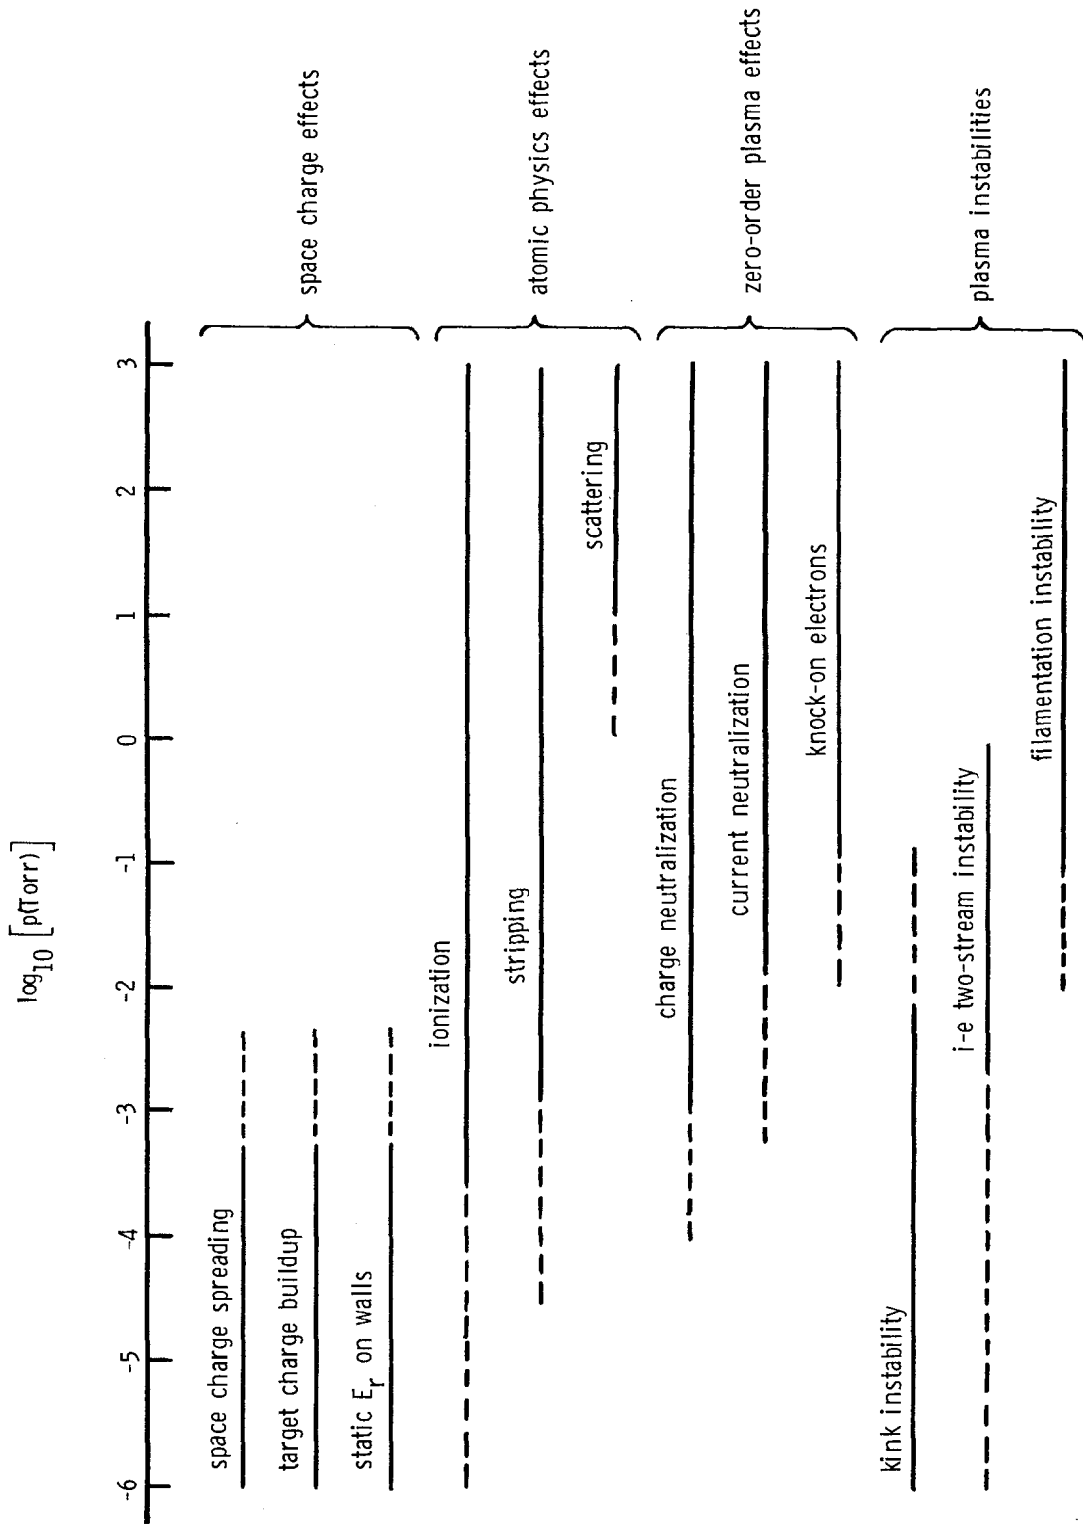 log10 [p(Torr)]
-6 -5 -4 -3 -2 -1 0 1 2 3
space charge spreading
target charge buildup
static Er on walls
space charge effects
ionization
stripping
scattering
atomic physics effects
charge neutralization
current neutralization
knock-on electrons
zero-order plasma effects
kink instability
i-e two-stream instability
filamentation instability
plasma instabilities